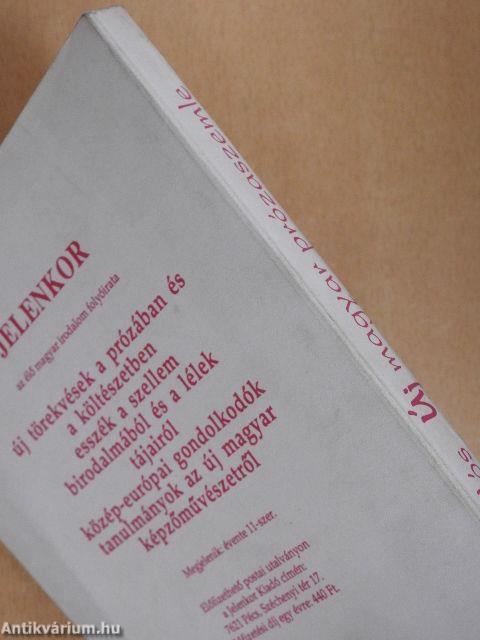 JELENKOR
az élő magyar irodalom folyóirata
új törekvések a prózában és
a költészetben
esszék a szellem
birodalmából és a lélek
tájairól
közép-európai gondolkodók
tanulmányok az új magyar
képzőművészetről
Megjelenik: évente 11-szer.
Előfizethető postai utalványon
a Jelenkor Kiadó címén:
7621 Pécs, Széchenyi tér 17.
díj egy évre: 440 Ft.
Új magyar prózaszemle
Antikvárium.hu